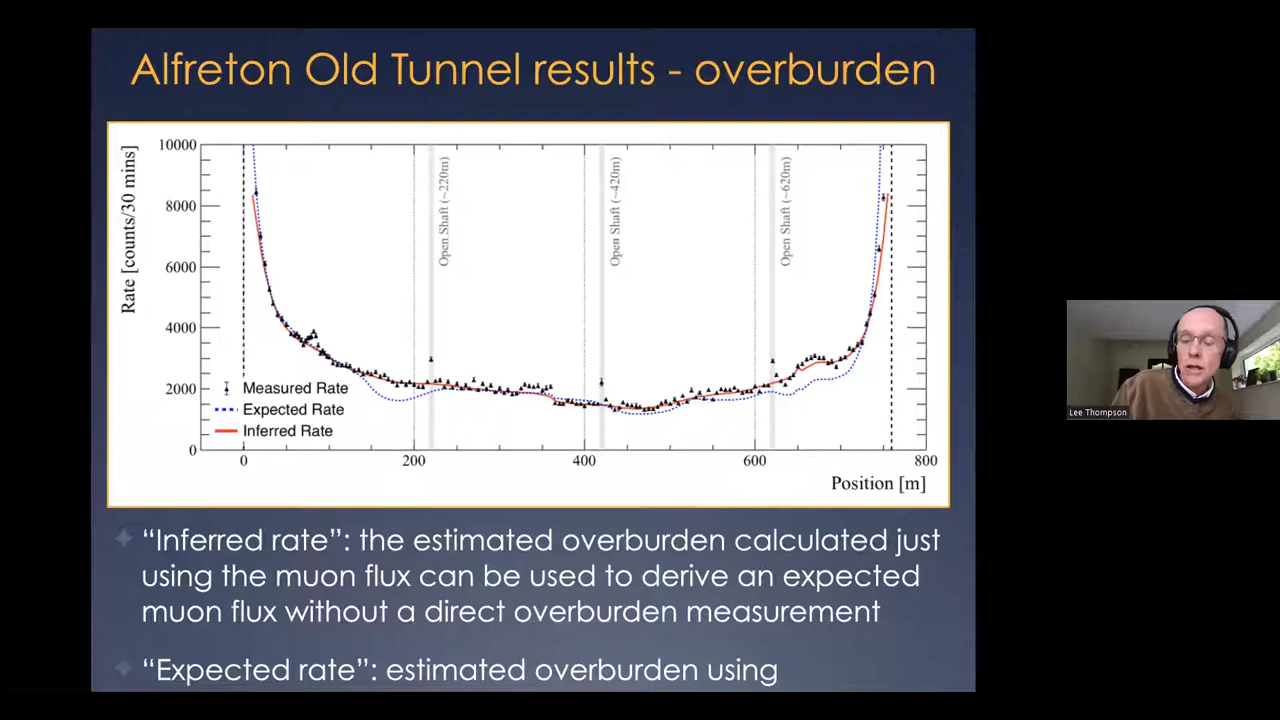 Alfreton Old Tunnel results - overburden
Rate [counts/30 mins]
10000
8000
6000
4000
2000
0
Open Shaft (~220m)
Open Shaft (~420m)
Open Shaft (~620m)
Measured Rate
Expected Rate
Inferred Rate
0
200
400
600
800
Position [m]
“Inferred rate”: the estimated overburden calculated just
using the muon flux can be used to derive an expected
muon flux without a direct overburden measurement
“Expected rate”: estimated overburden using
Lee Thompson